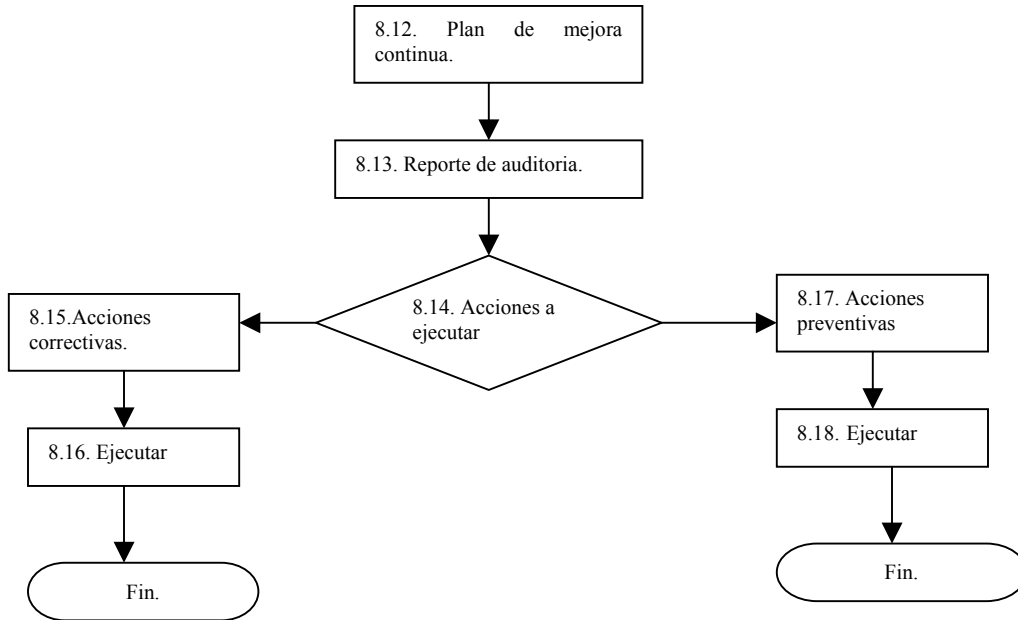 8.12. Plan de mejora
continua.
8.13. Reporte de auditoria.
8.14. Acciones a
ejecutar
8.15.Acciones
correctivas.
8.16. Ejecutar
Fin.
8.17. Acciones
preventivas
8.18. Ejecutar
Fin.